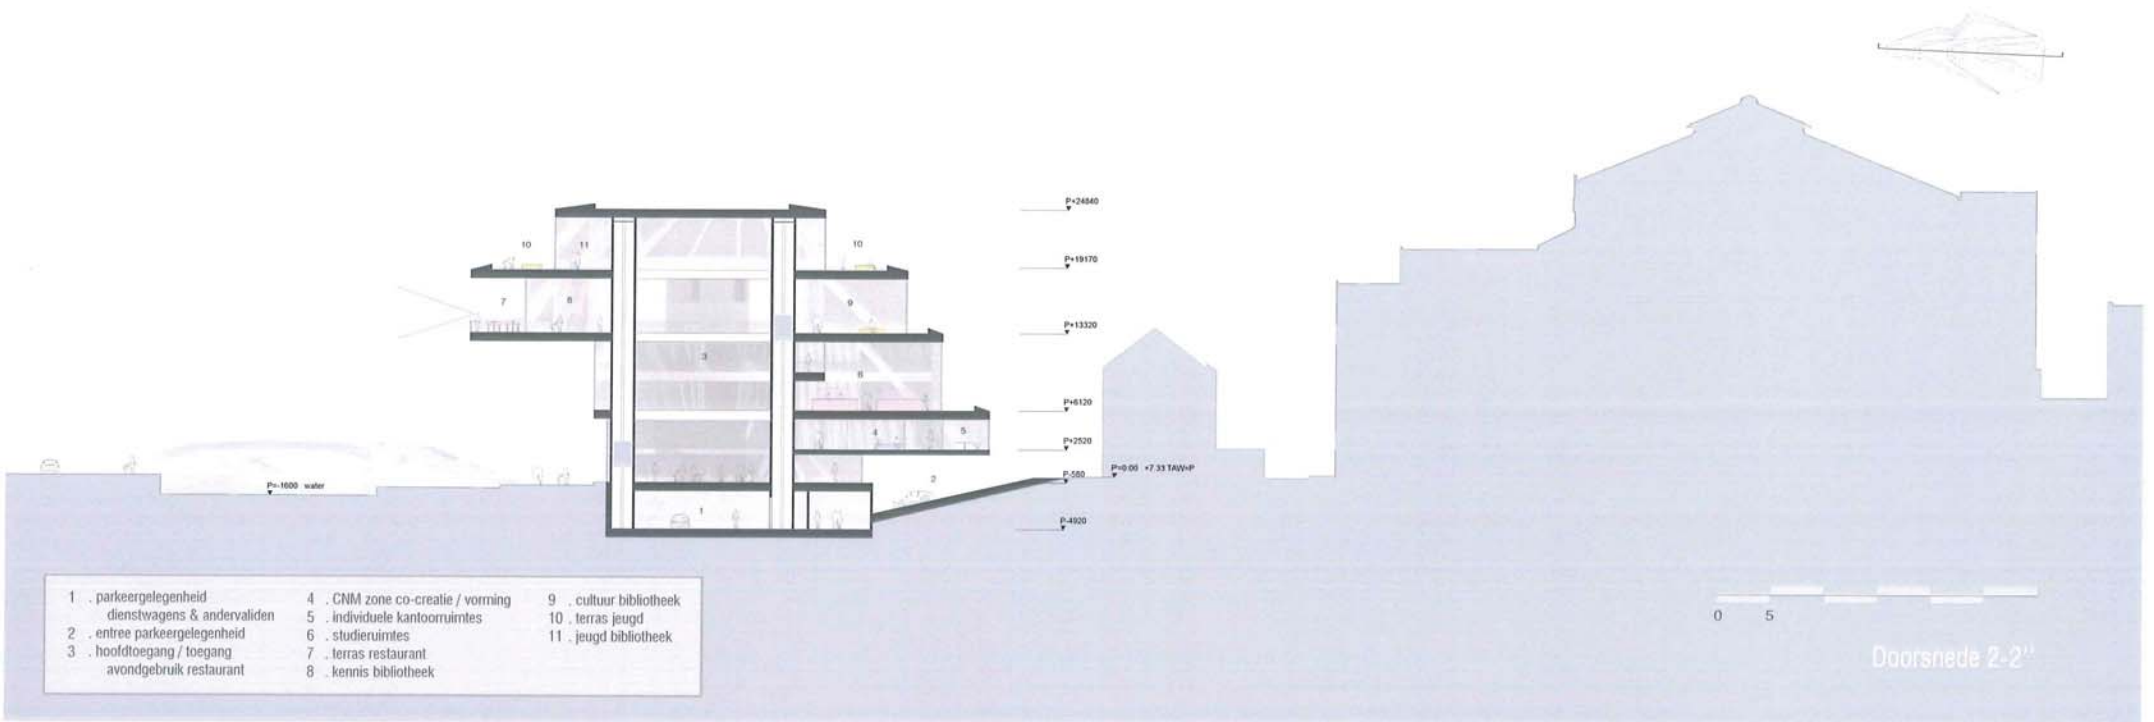 P+24840
10
11
10
P+19170
7
8
9
P+13320
3
6
P+6120
4
5
P+2520
P=0.00 +7.33 TAW=P
P-580
2
P=-1600 water
1
P-4920
1 . parkeergelegenheid
dienstwagens & andervaliden
2 . entree parkeergelegenheid
3 . hoofdtoegang / toegang
avondgebruik restaurant
4 . CNM zone co-creatie / vorming
5 . individuele kantoorruimtes
6 . studieruimtes
7 . terras restaurant
8 . kennis bibliotheek
9 . cultuur bibliotheek
10 . terras jeugd
11 . jeugd bibliotheek
0 5
Doorsnede 2-2''